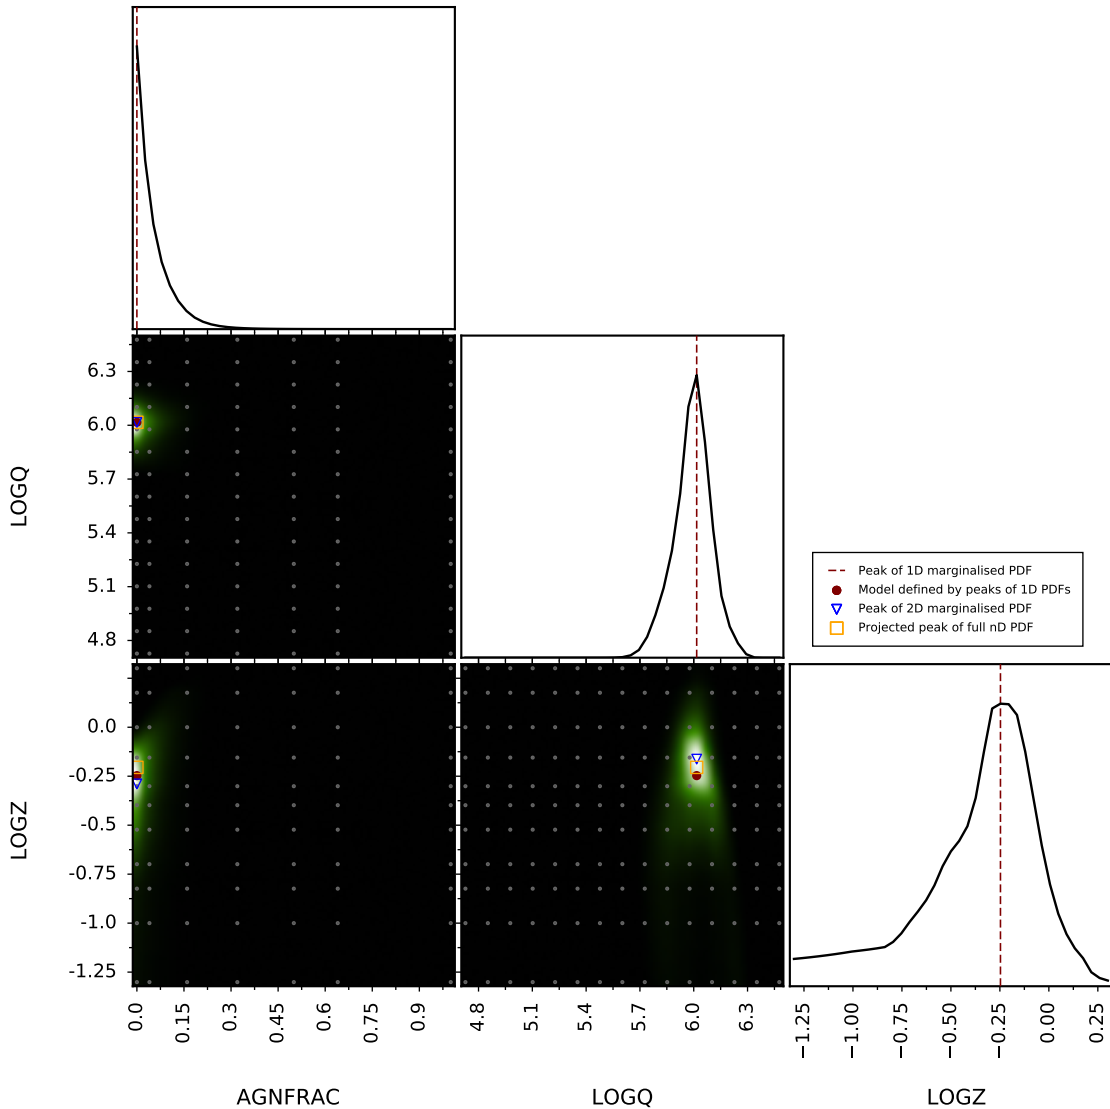 6.3
6.0
5.7
5.4
5.1
4.8
LOGQ
Peak of 1D marginalised PDF
Model defined by peaks of 1D PDFs
Peak of 2D marginalised PDF
Projected peak of full nD PDF
0.0
-0.25
-0.5
-0.75
-1.0
-1.25
LOGZ
0.0 0.15 0.3 0.45 0.6 0.75 0.9
4.8 5.1 5.4 5.7 6.0 6.3
−1.25 −1.00 −0.75 −0.50 −0.25 0.00 0.25
AGNFRAC LOGQ LOGZ